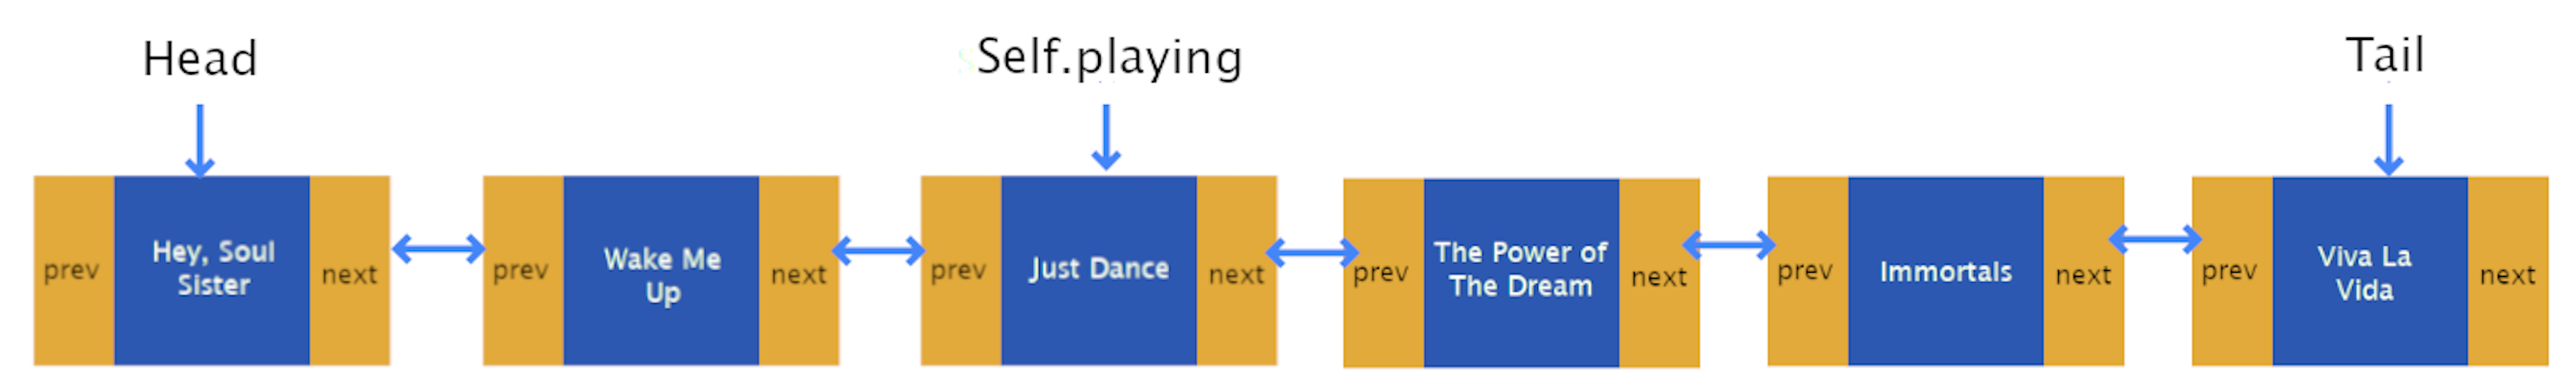 Head
Self.playing
Tail
prev
Hey, Soul
Sister
next
prev
Wake Me
Up
next
prev
Just Dance
next
prev
The Power of
The Dream
next
prev
Immortals
next
prev
Viva La
Vida
next